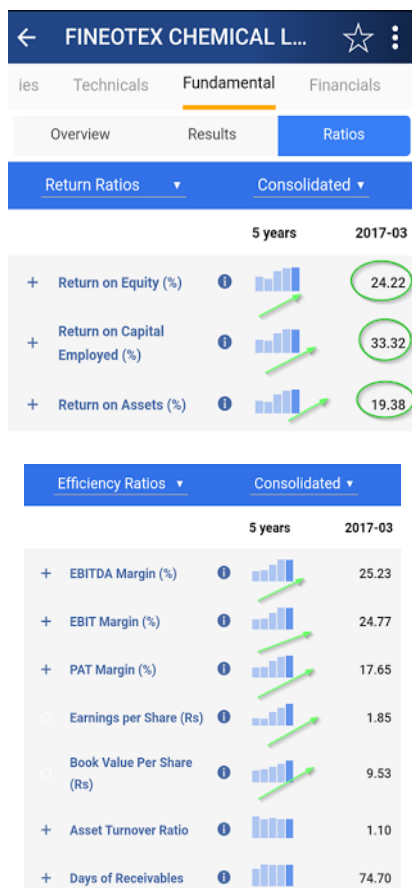 FINEOTEX CHEMICAL L...
ies Technicals Fundamental Financials
Overview Results Ratios
Return Ratios Consolidated
5 years 2017-03
Return on Equity (%) 24.22
Return on Capital
Employed (%) 33.32
Return on Assets (%) 19.38
Efficiency Ratios Consolidated
5 years 2017-03
EBITDA Margin (%) 25.23
EBIT Margin (%) 24.77
PAT Margin (%) 17.65
Earnings per Share (Rs) 1.85
Book Value Per Share
(Rs) 9.53
Asset Turnover Ratio 1.10
Days of Receivables 74.70